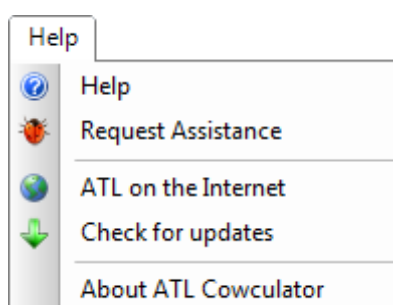 Help
Help
Request Assistance
ATL on the Internet
Check for updates
About ATL Cowculator